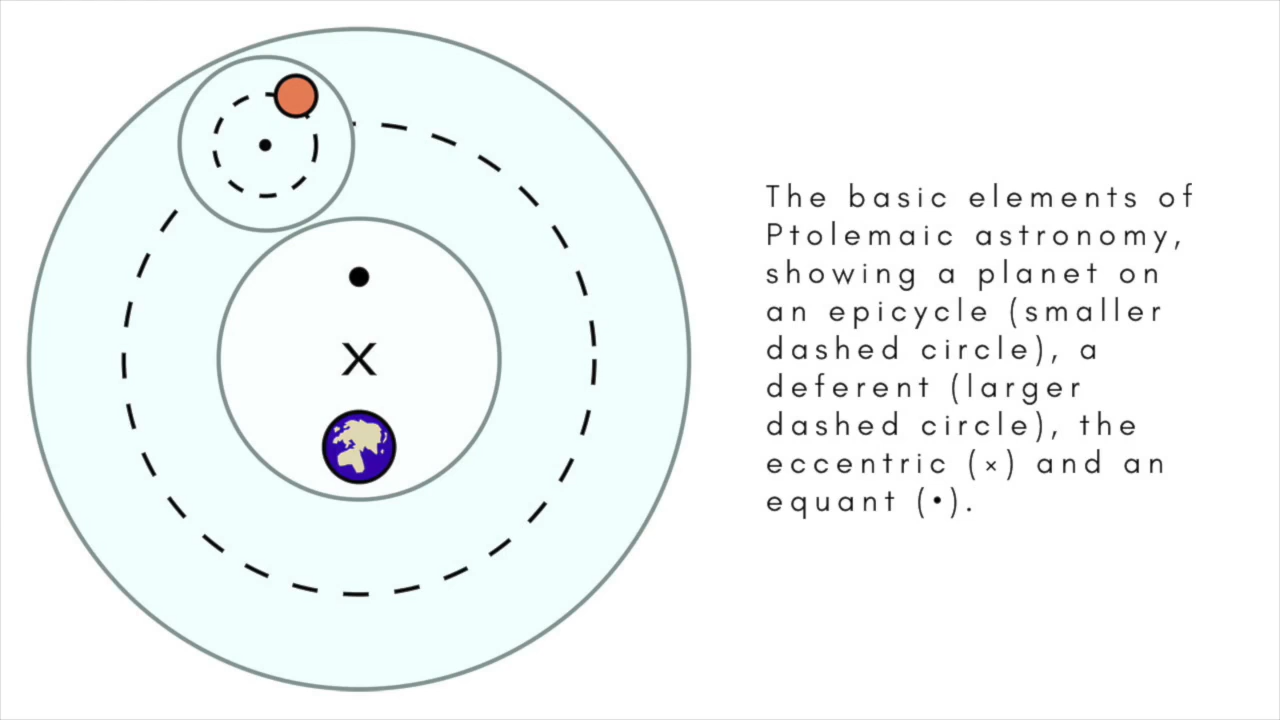 The basic elements of
Ptolemaic astronomy,
showing a planet on
an epicycle (smaller
dashed circle), a
deferent (larger
dashed circle), the
eccentric (×) and an
equant (•).